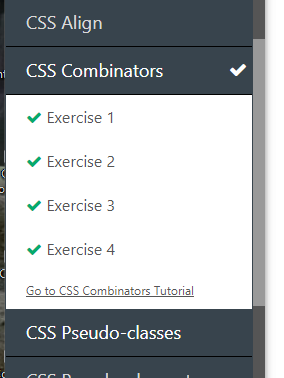 CSS Align
CSS Combinators
Exercise 1
Exercise 2
Exercise 3
Exercise 4
Go to CSS Combinators Tutorial
CSS Pseudo-classes